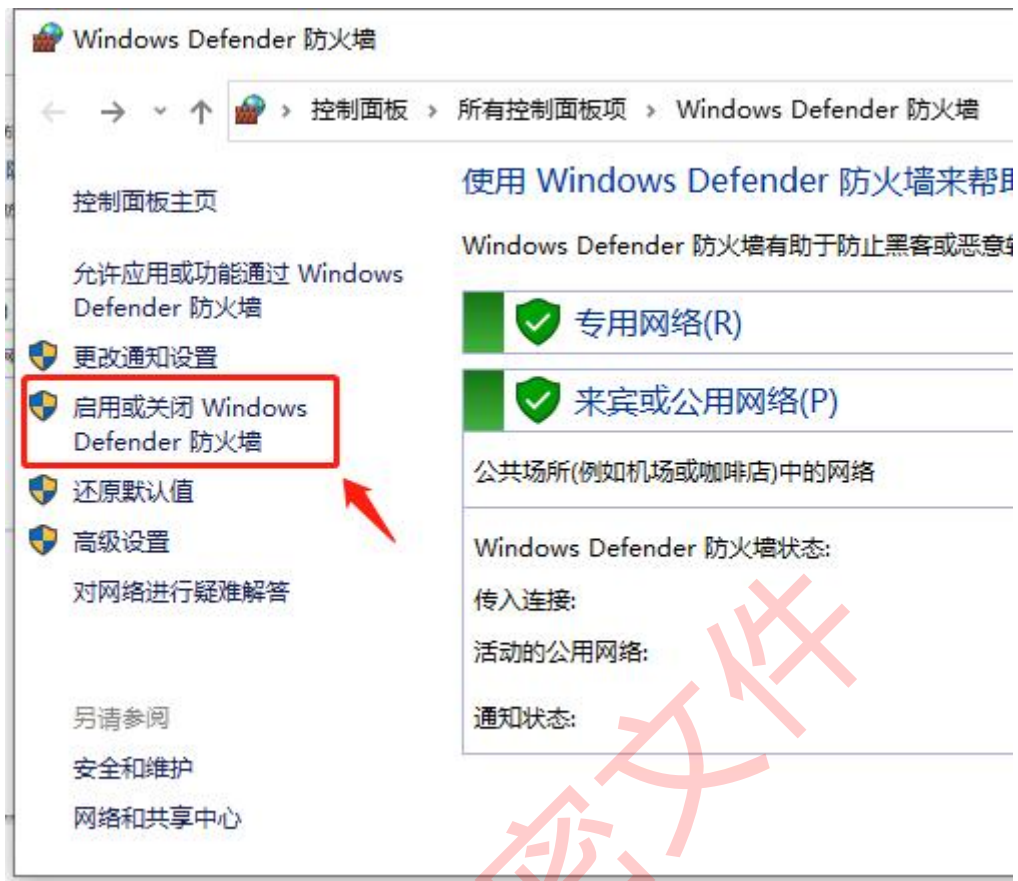 Windows Defender 防火墙
控制面板 › 所有控制面板项 › Windows Defender 防火墙
控制面板主页
允许应用或功能通过 Windows
Defender 防火墙
更改通知设置
启用或关闭 Windows
Defender 防火墙
还原默认值
高级设置
对网络进行疑难解答
另请参阅
安全和维护
网络和共享中心
使用 Windows Defender 防火墙来帮
Windows Defender 防火墙有助于防止黑客或恶意
专用网络(R)
来宾或公用网络(P)
公共场所(例如机场或咖啡店)中的网络
Windows Defender 防火墙状态:
传入连接:
活动的公用网络:
通知状态:
密文件